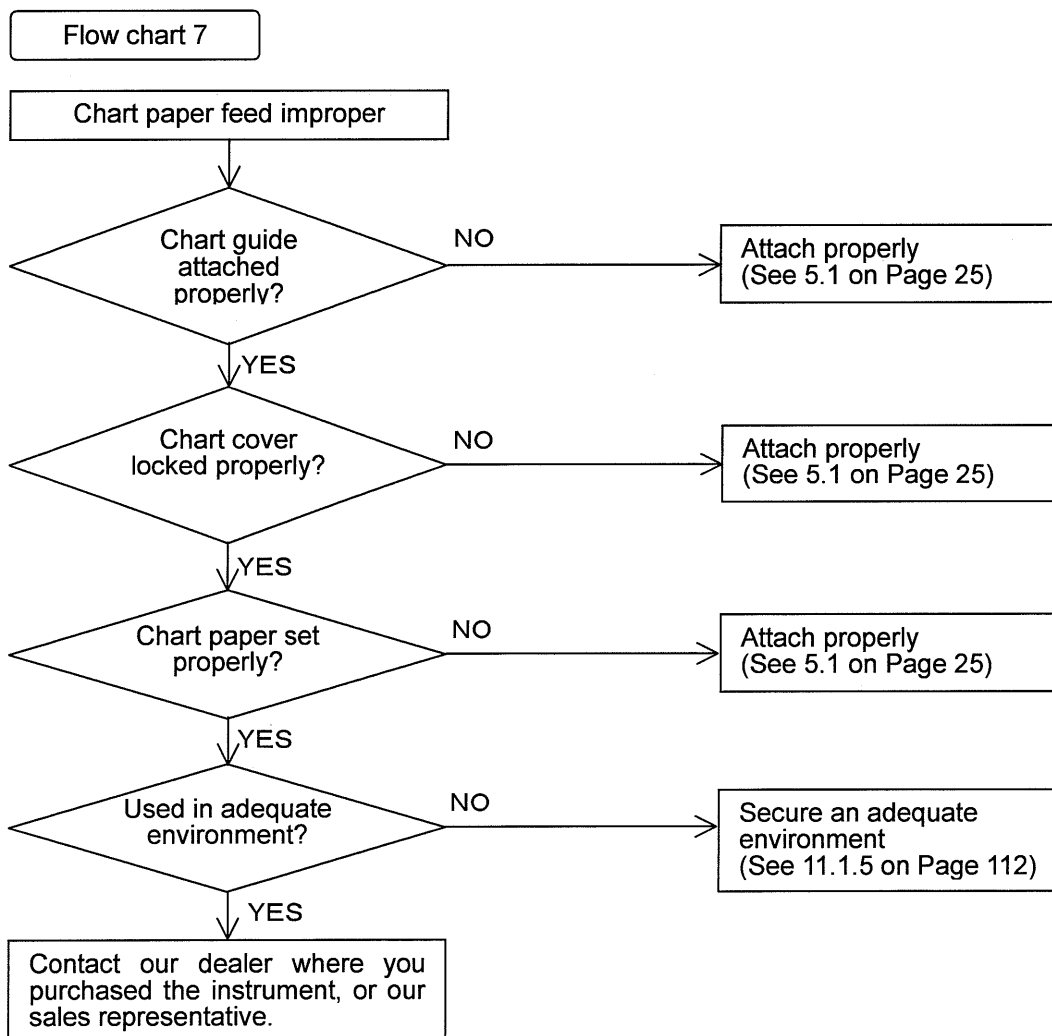 Flow chart 7
Chart paper feed improper
Chart guide
attached
properly?
NO
Attach properly
(See 5.1 on Page 25)
YES
Chart cover
locked properly?
NO
Attach properly
(See 5.1 on Page 25)
YES
Chart paper set
properly?
NO
Attach properly
(See 5.1 on Page 25)
YES
Used in adequate
environment?
NO
Secure an adequate
environment
(See 11.1.5 on Page 112)
YES
Contact our dealer where you
purchased the instrument, or our
sales representative.